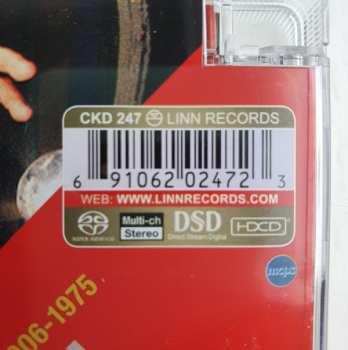 CKD 247 LINN RECORDS
6 91062 02472 3
WEB: WWW.LINNRECORDS.COM
SUPER AUDIO CD
Multi-ch
Stereo
DSD
Direct Stream Digital
HDCD
mcps
906-1975